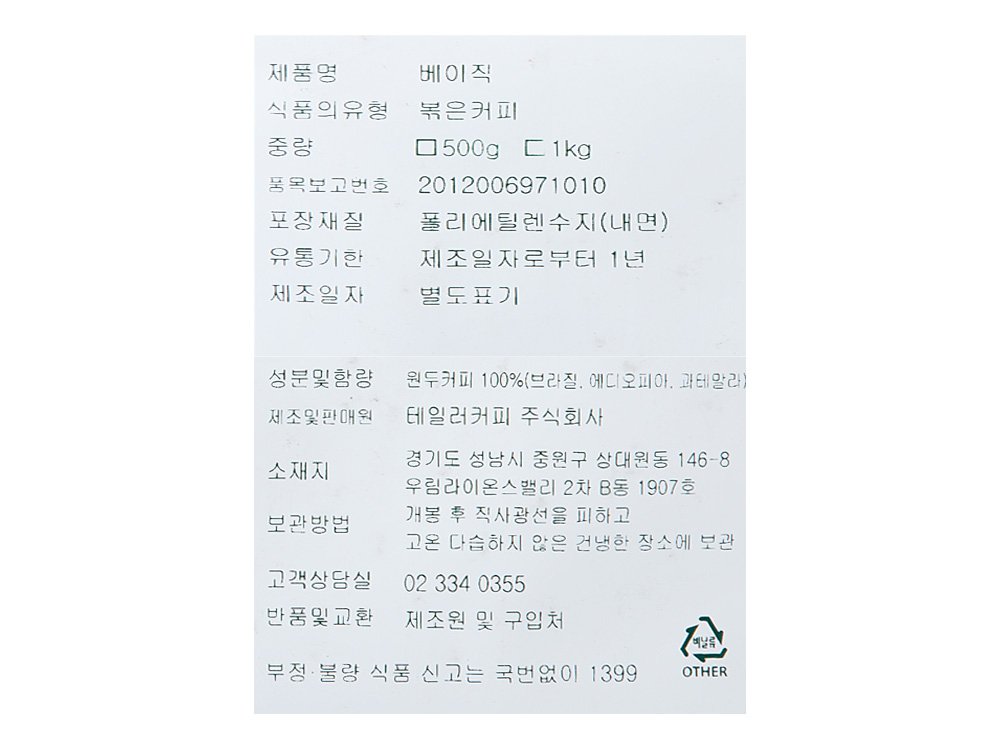 제품명 베이직
식품의유형 볶은커피
중량 □500g □1kg
품목보고번호 2012006971010
포장재질 폴리에틸렌수지(내면)
유통기한 제조일자로부터 1년
제조일자 별도표기
성분및함량 원두커피 100%(브라질, 에디오피아, 과테말라)
제조및판매원 테일러커피 주식회사
소재지 경기도 성남시 중원구 상대원동 146-8
우림라이온스밸리 2차 B동 1907호
보관방법 개봉 후 직사광선을 피하고
고온 다습하지 않은 건냉한 장소에 보관
고객상담실 02 334 0355
반품및교환 제조원 및 구입처
부정·불량 식품 신고는 국번없이 1399
비닐류
OTHER